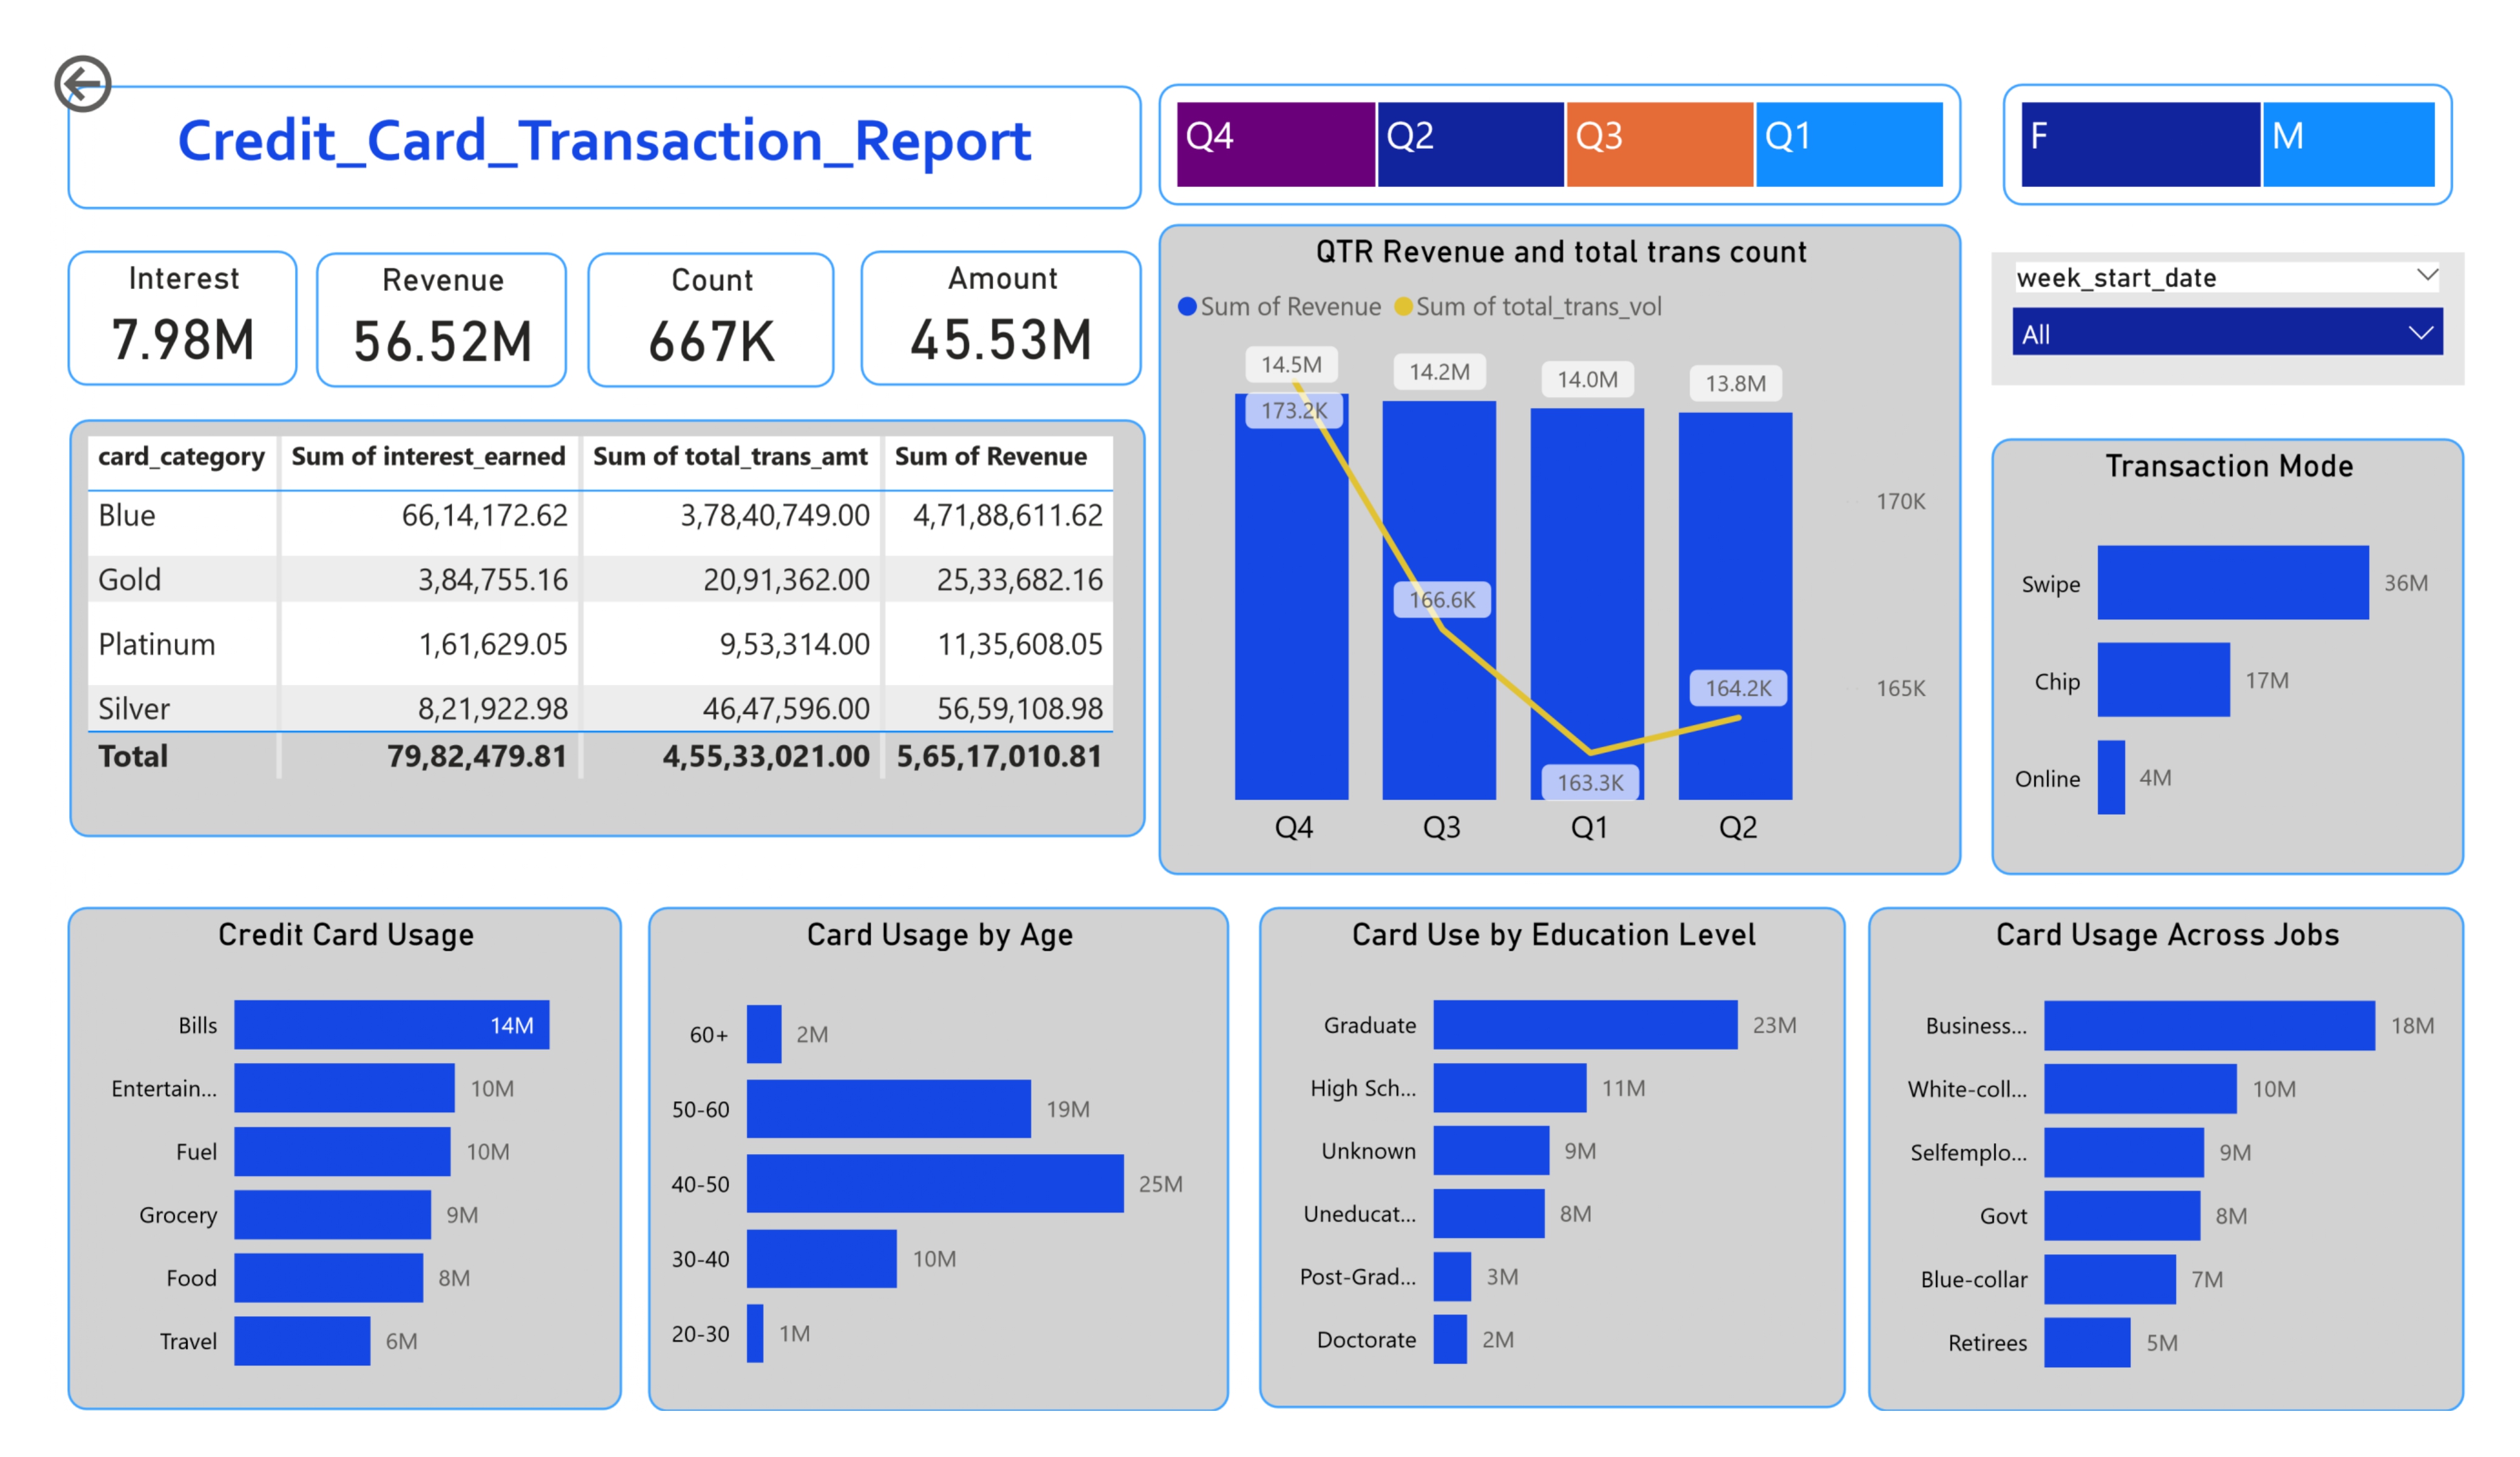 Credit_Card_Transaction_Report
Q4 Q2 Q3 Q1
F M
Interest
7.98M
Revenue
56.52M
Count
667K
Amount
45.53M
card_category Sum of interest_earned Sum of total_trans_amt Sum of Revenue
Blue 66,14,172.62 3,78,40,749.00 4,71,88,611.62
Gold 3,84,755.16 20,91,362.00 25,33,682.16
Platinum 1,61,629.05 9,53,314.00 11,35,608.05
Silver 8,21,922.98 46,47,596.00 56,59,108.98
Total 79,82,479.81 4,55,33,021.00 5,65,17,010.81
QTR Revenue and total trans count
Sum of Revenue Sum of total_trans_vol
14.5M 14.2M 14.0M 13.8M
173.2K
170K
166.6K
164.2K 165K
163.3K
Q4 Q3 Q1 Q2
week_start_date
All
Transaction Mode
Swipe 36M
Chip 17M
Online 4M
Credit Card Usage
Bills 14M
Entertain... 10M
Fuel 10M
Grocery 9M
Food 8M
Travel 6M
Card Usage by Age
60+ 2M
50-60 19M
40-50 25M
30-40 10M
20-30 1M
Card Use by Education Level
Graduate 23M
High Sch... 11M
Unknown 9M
Uneducat... 8M
Post-Grad... 3M
Doctorate 2M
Card Usage Across Jobs
Business... 18M
White-coll... 10M
Selfemplo... 9M
Govt 8M
Blue-collar 7M
Retirees 5M